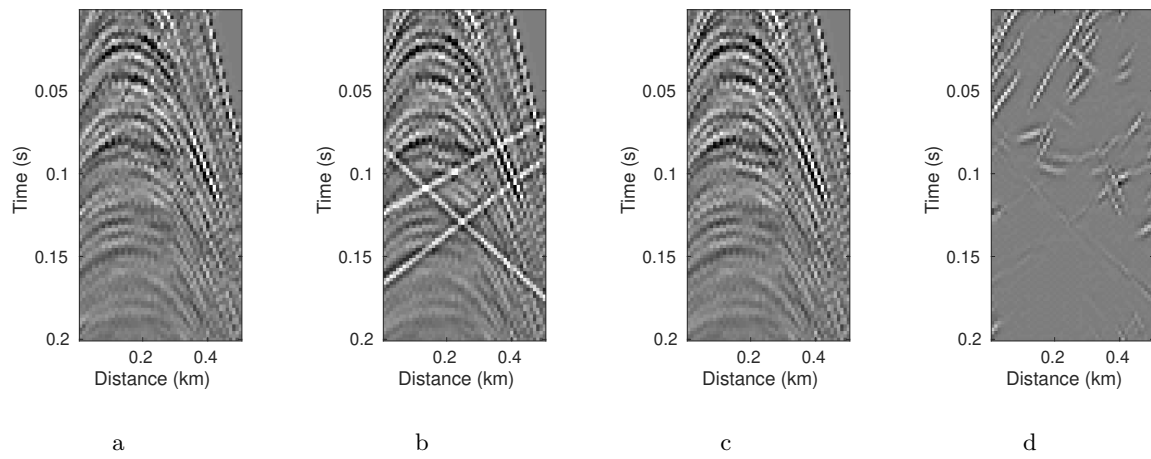 0.05 0.05 0.05 0.05
Time (s) Time (s) Time (s) Time (s)
0.1 0.1 0.1 0.1
0.15 0.15 0.15 0.15
0.2 0.2 0.2 0.2
0.2 0.4 0.2 0.4 0.2 0.4 0.2 0.4
Distance (km) Distance (km) Distance (km) Distance (km)
a b c d